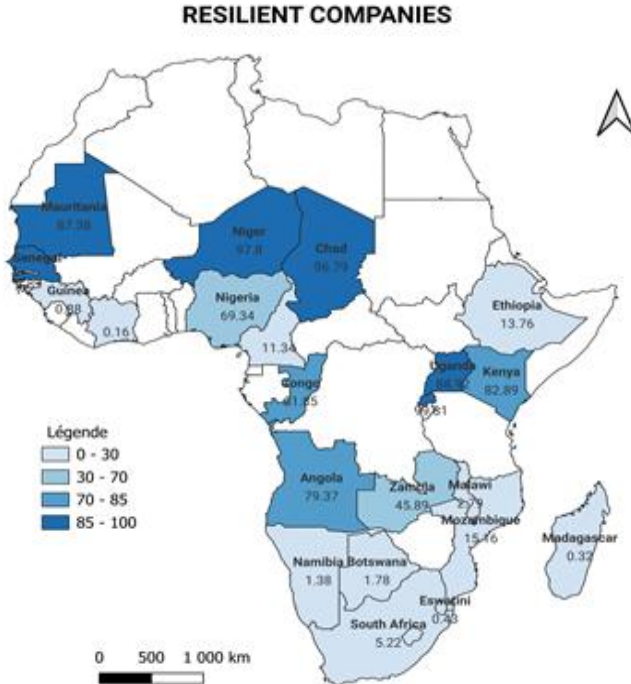 RESILIENT COMPANIES
Mauritania
87.38
Niger
97.8
Chad
96.79
Senegal
Guinea
0.88
0.16
Nigeria
69.34
11.34
Ethiopia
13.76
Uganda
Kenya
82.89
Congo
Légende
0 - 30
30 - 70
70 - 85
85 - 100
Angola
79.37
Zambia
45.89
Malawi
Mozambique
15.16
Madagascar
0.32
Namibia
1.38
Botswana
1.78
Eswatini
0.43
South Africa
5.22
0 500 1 000 km